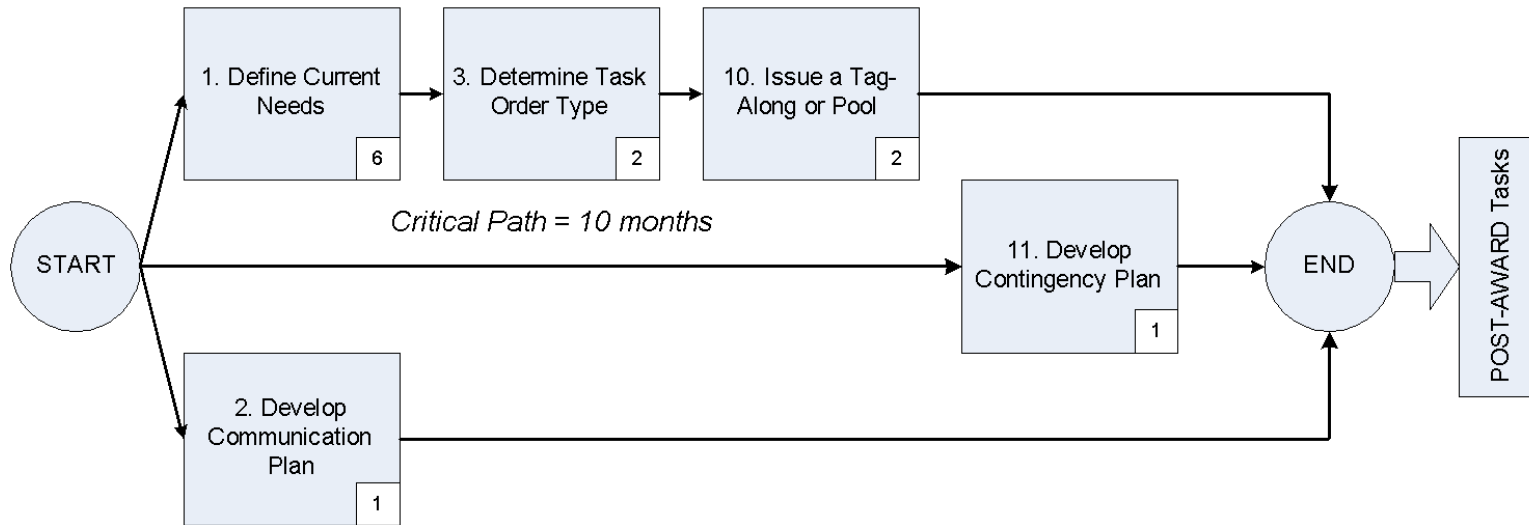 1. Define Current
Needs
6
3. Determine Task
Order Type
2
10. Issue a Tag-
Along or Pool
2
Critical Path = 10 months
START
11. Develop
Contingency Plan
1
END
POST-AWARD Tasks
2. Develop
Communication
Plan
1